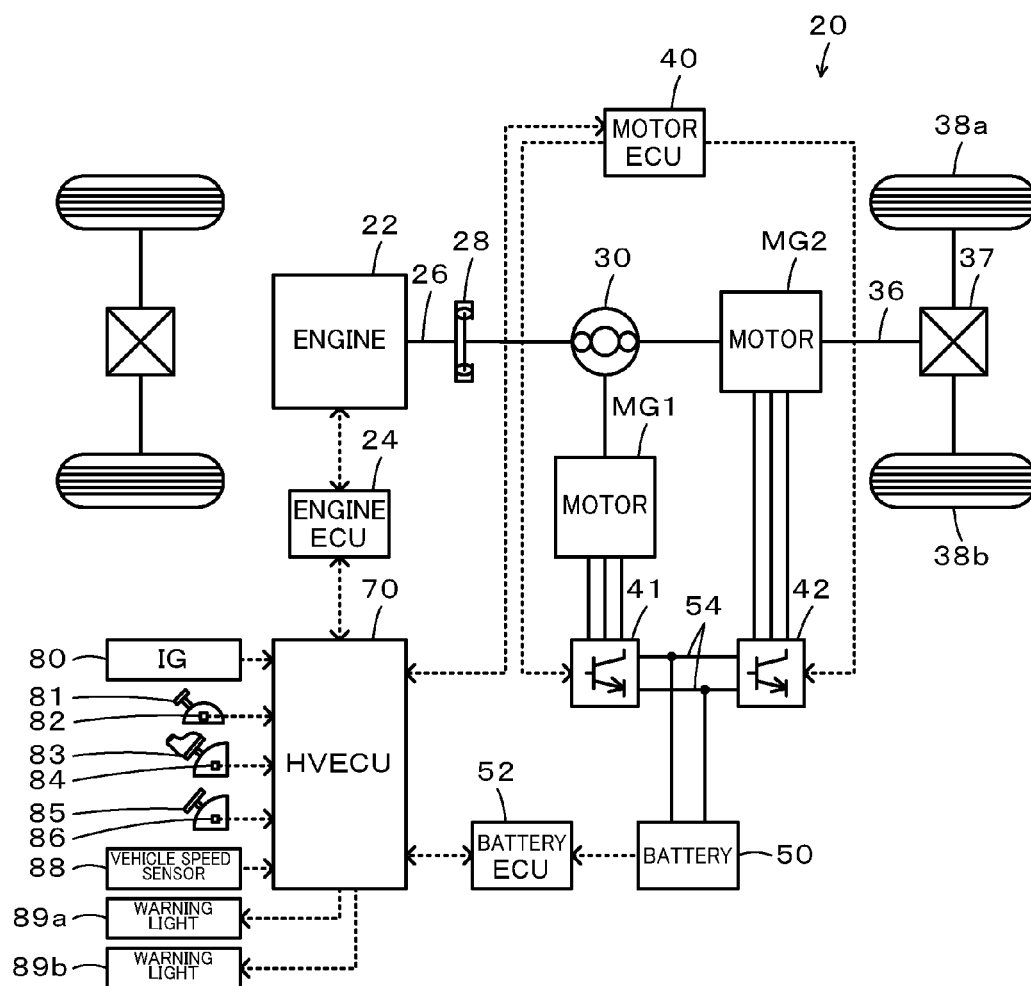 20
40
MOTOR
ECU
38a
22
28
MG2
30
37
26
36
ENGINE
MOTOR
MG1
24
ENGINE
ECU
MOTOR
38b
70
41
54
42
80
IG
81
82
83
84
HVECU
52
85
86
BATTERY
ECU
BATTERY
50
88
VEHICLE SPEED
SENSOR
89a
WARNING
LIGHT
89b
WARNING
LIGHT